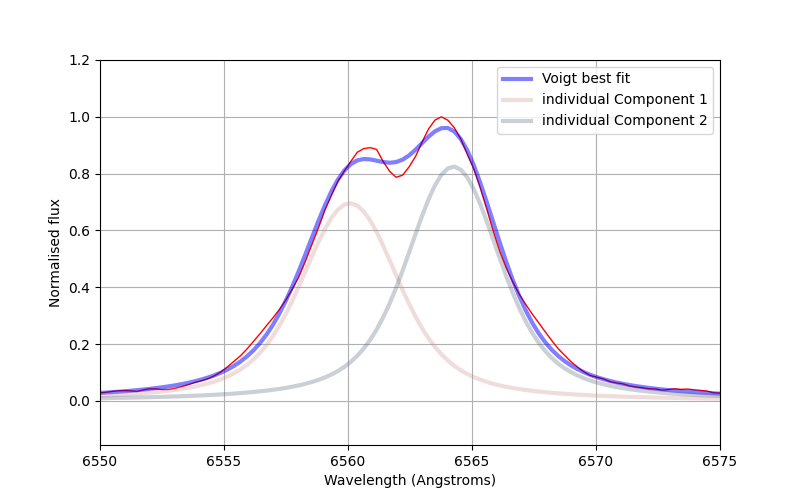 1.2
1.0
0.8
0.6
0.4
0.2
0.0
Normalised flux
Voigt best fit
individual Component 1
individual Component 2
6550 6555 6560 6565 6570 6575
Wavelength (Angstroms)